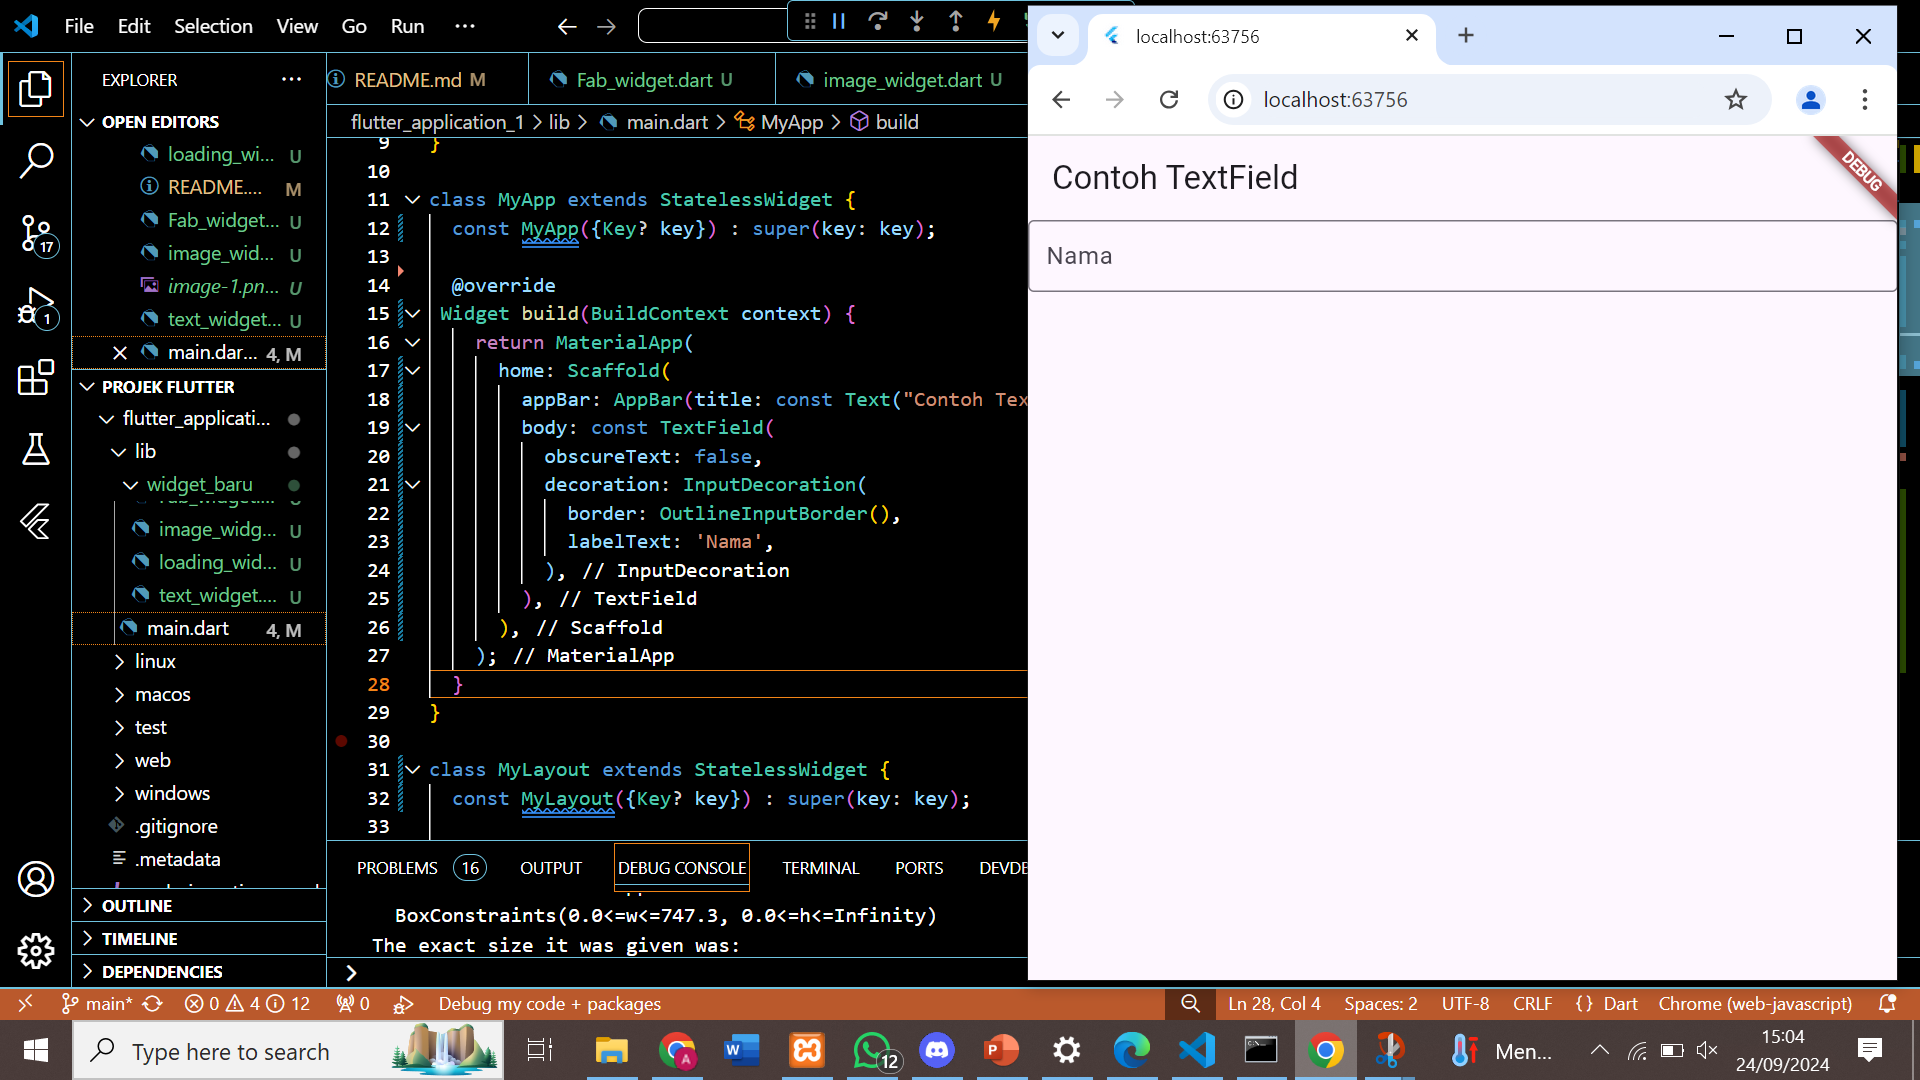 File Edit Selection View Go Run ···
EXPLORER ···
OPEN EDITORS
loading_wi... U
README.... M
Fab_widget... U
image_wid... U
image-1.pn... U
text_widget... U
main.dar... 4, M
PROJEK FLUTTER
flutter_applicati...
lib
widget_baru
image_widg... U
loading_wid... U
text_widget.... U
main.dart 4, M
linux
macos
test
web
windows
.gitignore
.metadata
OUTLINE
TIMELINE
DEPENDENCIES
17
1
README.md M
Fab_widget.dart U
image_widget.dart U
flutter_application_1 > lib > main.dart > MyApp > build
9 }
10
11 class MyApp extends StatelessWidget {
12 const MyApp({Key? key}) : super(key: key);
13
14 @override
15 Widget build(BuildContext context) {
16 return MaterialApp(
17 home: Scaffold(
18 appBar: AppBar(title: const Text("Contoh Tex
19 body: const TextField(
20 obscureText: false,
21 decoration: InputDecoration(
22 border: OutlineInputBorder(),
23 labelText: 'Nama',
24 ), // InputDecoration
25 ), // TextField
26 ), // Scaffold
27 ); // MaterialApp
28 }
29 }
30
31 class MyLayout extends StatelessWidget {
32 const MyLayout({Key? key}) : super(key: key);
33
PROBLEMS 16 OUTPUT DEBUG CONSOLE TERMINAL PORTS DEVDE
BoxConstraints(0.0<=w<=747.3, 0.0<=h<=Infinity)
The exact size it was given was:
localhost:63756
localhost:63756
Contoh TextField
DEBUG
Nama
main* 0 4 12 0 Debug my code + packages Ln 28, Col 4 Spaces: 2 UTF-8 CRLF {} Dart Chrome (web-javascript)
Type here to search
A
12
Men...
15:04
24/09/2024